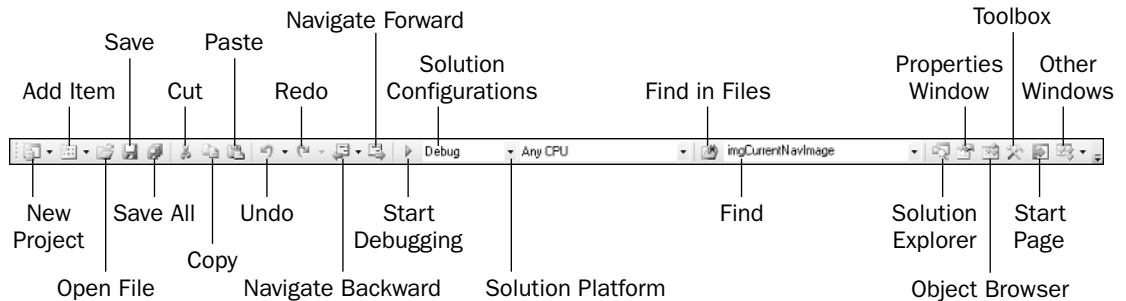 Navigate Forward
Toolbox
Save
Paste
Solution
Configurations
Properties
Window
Other
Windows
Add Item
Cut
Redo
Find in Files
Debug
Any CPU
imgCurrentNavImage
New
Project
Save All
Undo
Start
Debugging
Find
Solution
Explorer
Start
Page
Copy
Open File
Navigate Backward
Solution Platform
Object Browser